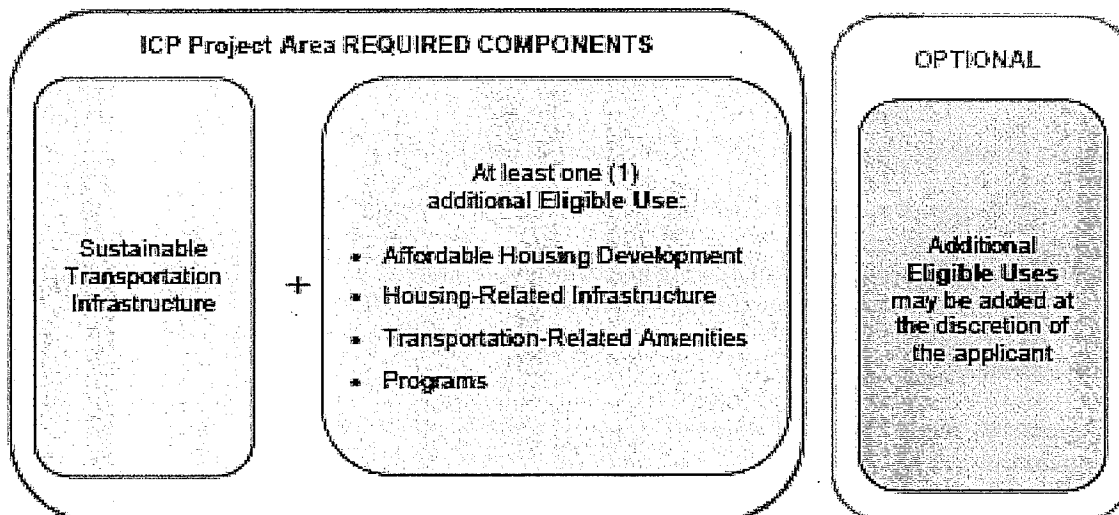 ICP Project Area REQUIRED COMPONENTS
Sustainable
Transportation
Infrastructure
+
At least one (1)
additional Eligible Use:
• Affordable Housing Development
• Housing-Related Infrastructure
• Transportation-Related Amenities
• Programs
OPTIONAL
Additional
Eligible Uses
may be added at
the discretion of
the applicant